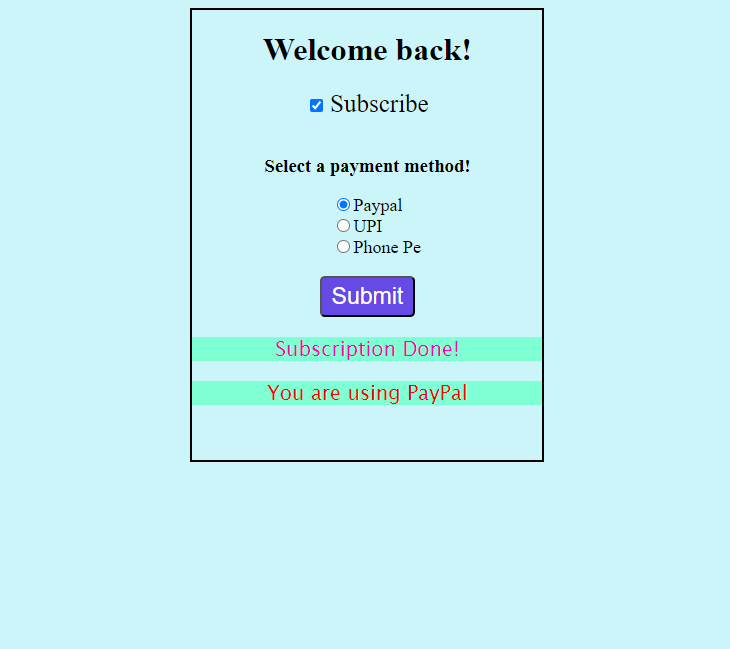 Welcome back!
Subscribe
Select a payment method!
Paypal
UPI
Phone Pe
Submit
Subscription Done!
You are using PayPal